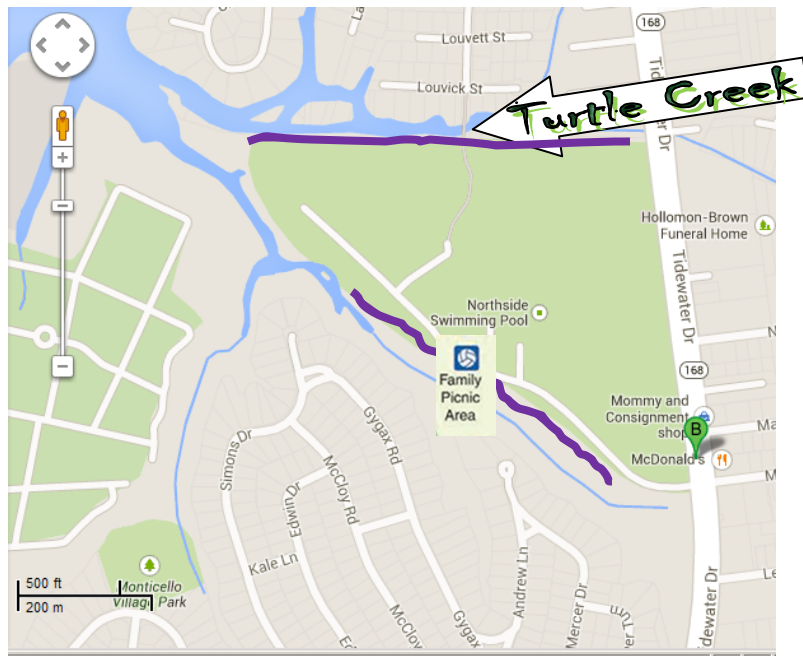 Louvett St
168
Louvick St
Turtle Creek
Tidewater Dr
Hollomon-Brown
Funeral Home
Tidewater Dr
Northside
Swimming Pool
168
Family
Picnic
Area
Mommy and
Consignment
shop
B
McDonald's
Simons Dr
Gygax Rd
McCloy Rd
Edwin Dr
Kale Ln
Andrew Ln
Mercer Dr
Gygax
McCloy
Tidewater Dr
500 ft
200 m
Monticello
Village Park